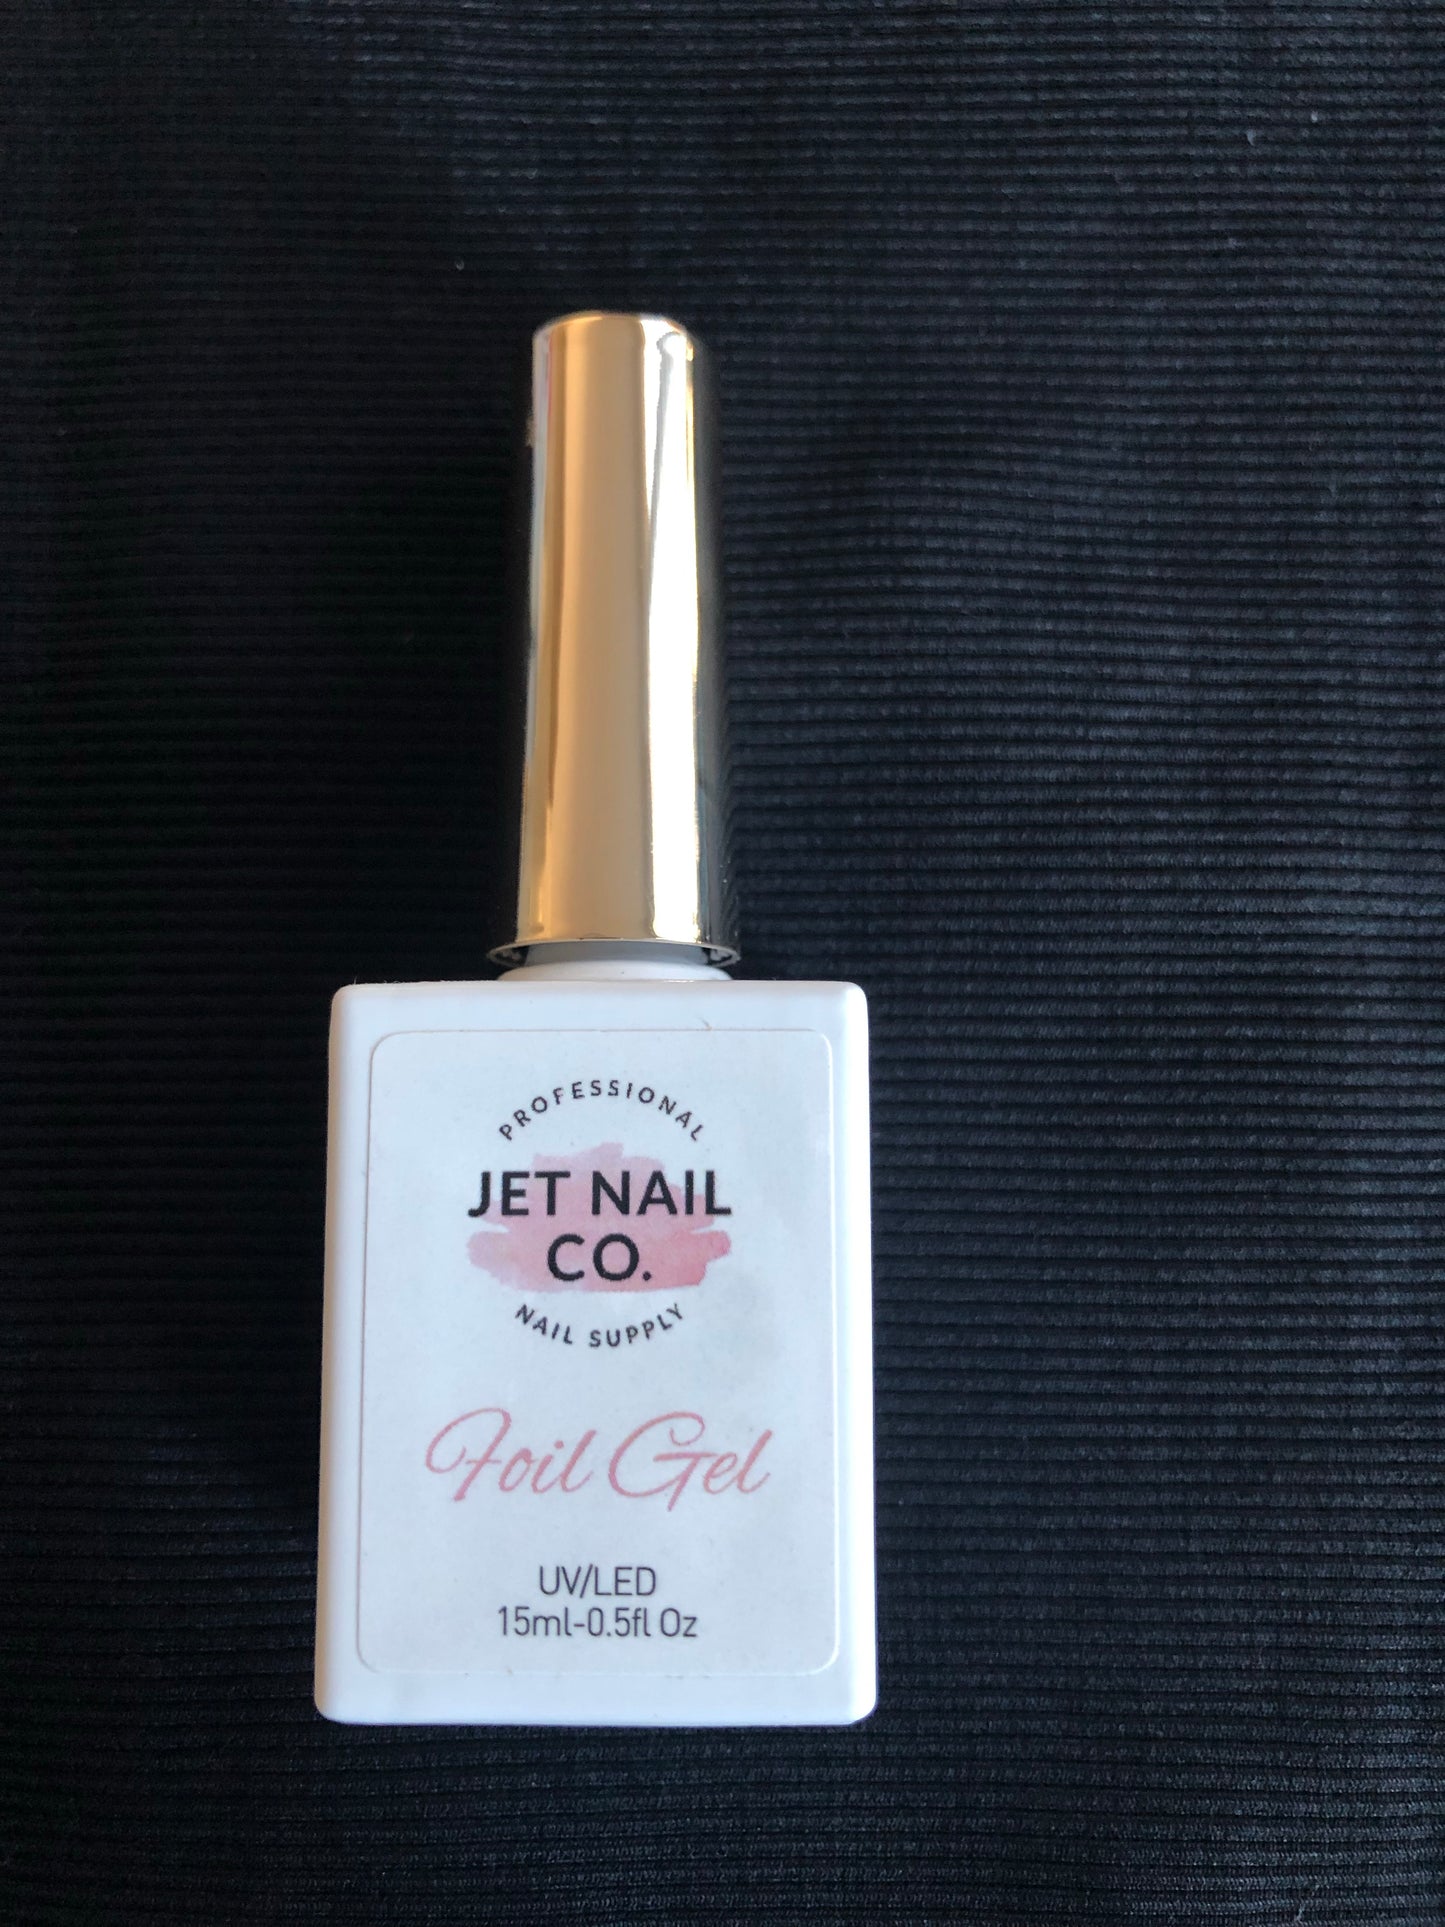 PROFESSIONAL
JET NAIL
CO.
NAIL SUPPLY
Foil Gel
UV/LED
15ml-0.5fl Oz